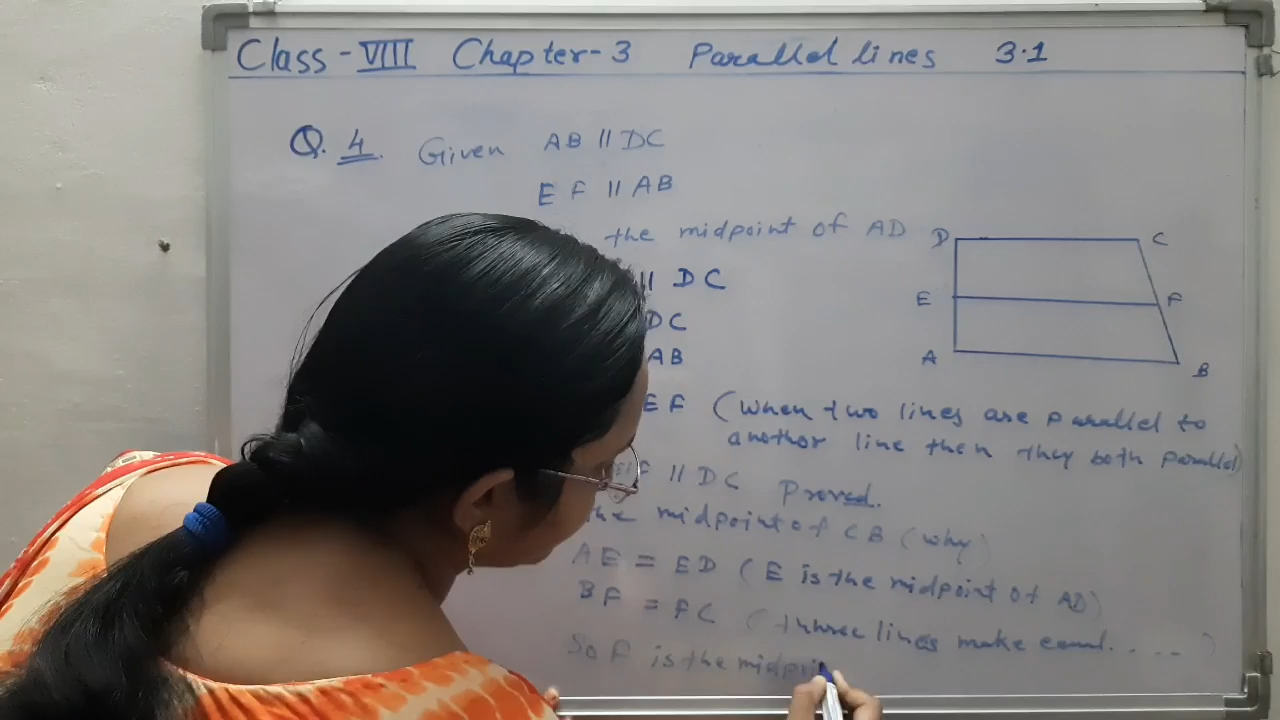 Class - VIII Chapter - 3 Parallel lines 3.1
Q. 4. Given AB || DC
EF || AB
the midpoint of AD
|| DC
DC
AB
EF (when two lines are parallel to
another line then they both parallel)
EF || DC Proved.
the midpoint of CB (why)
AE = ED (E is the midpoint of AD)
BF = FC (three lines make equal. . . . .)
So F is the midpoi
D C
E F
A B